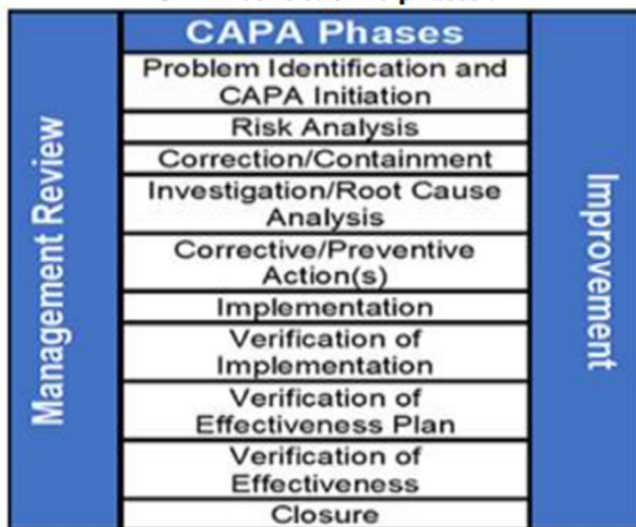 CAPA Phases
Problem Identification and
CAPA Initiation
Risk Analysis
Correction/Containment
Investigation/Root Cause
Analysis
Corrective/Preventive
Action(s)
Implementation
Verification of
Implementation
Verification of
Effectiveness Plan
Verification of
Effectiveness
Closure
Management Review
Improvement